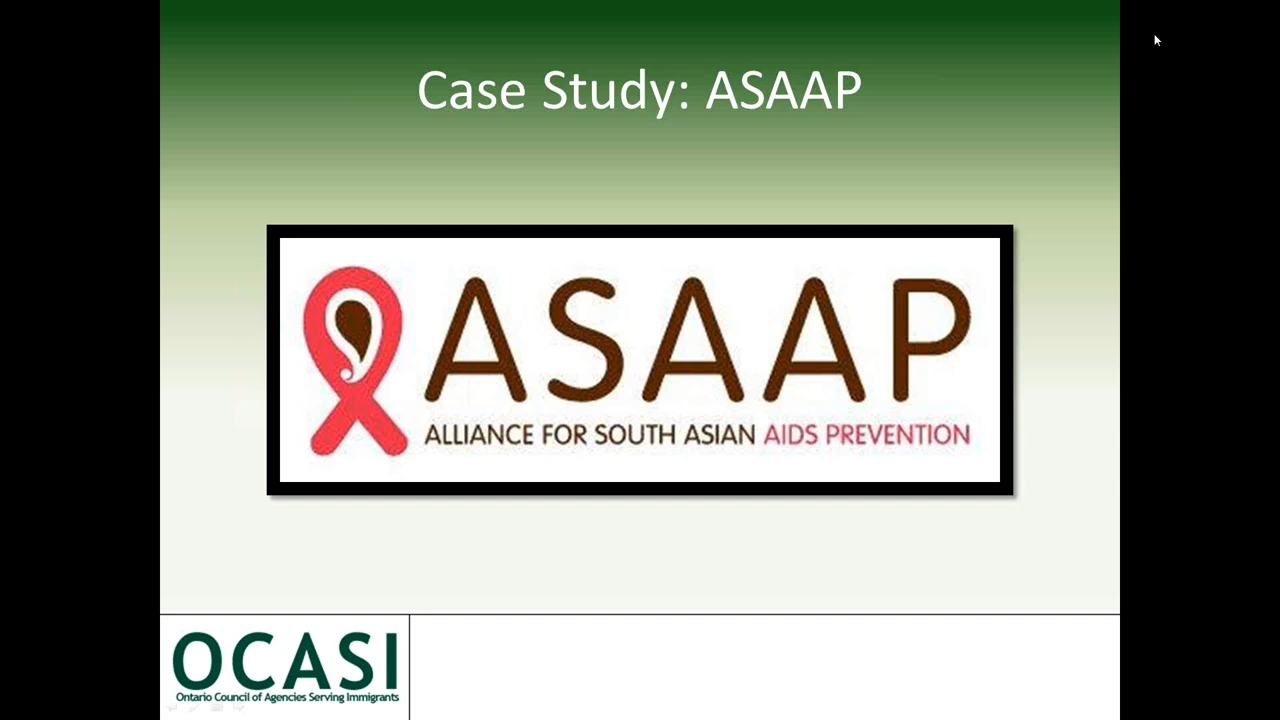 Case Study: ASAAP
ASAAP
ALLIANCE FOR SOUTH ASIAN AIDS PREVENTION
OCASI
Ontario Council of Agencies Serving Immigrants